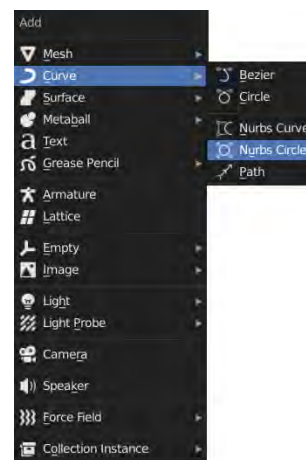 Add
Mesh
Curve
Surface
Metaball
Text
Grease Pencil
Armature
Lattice
Empty
Image
Light
Light Probe
Camera
Speaker
Force Field
Collection Instance
Bezier
Circle
Nurbs Curve
Nurbs Circle
Path